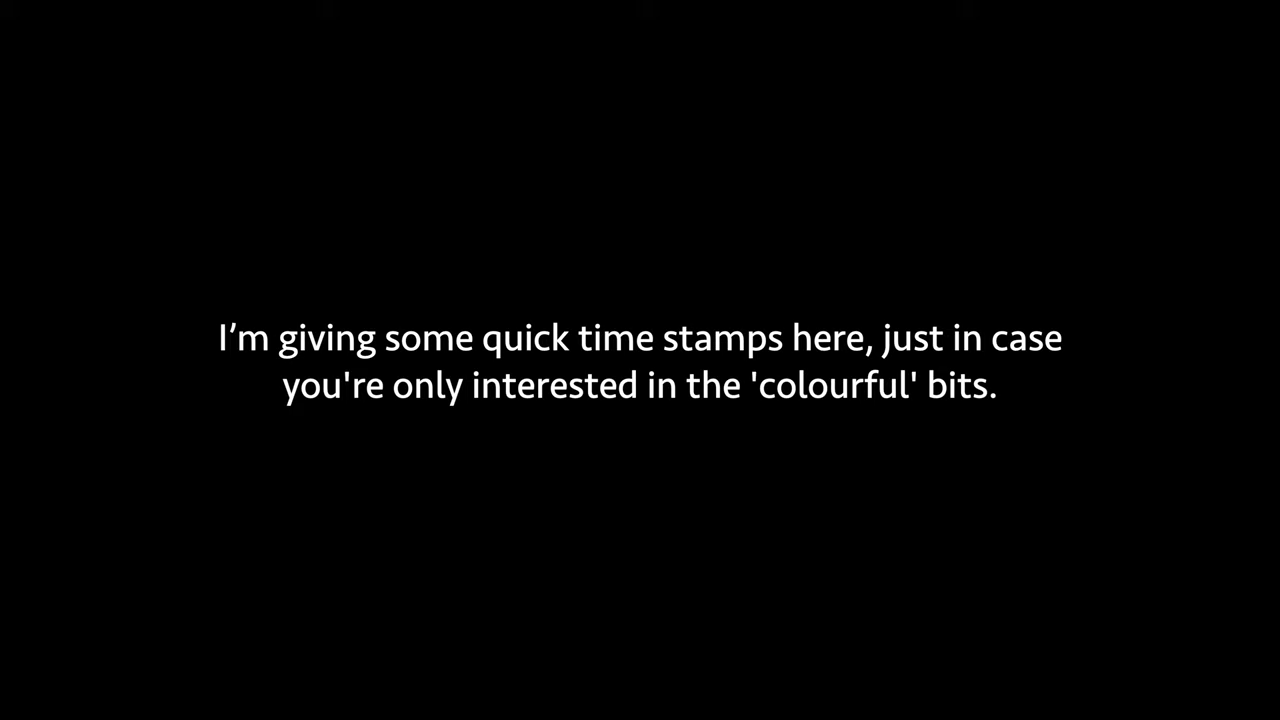 I’m giving some quick time stamps here, just in case
you're only interested in the 'colourful' bits.